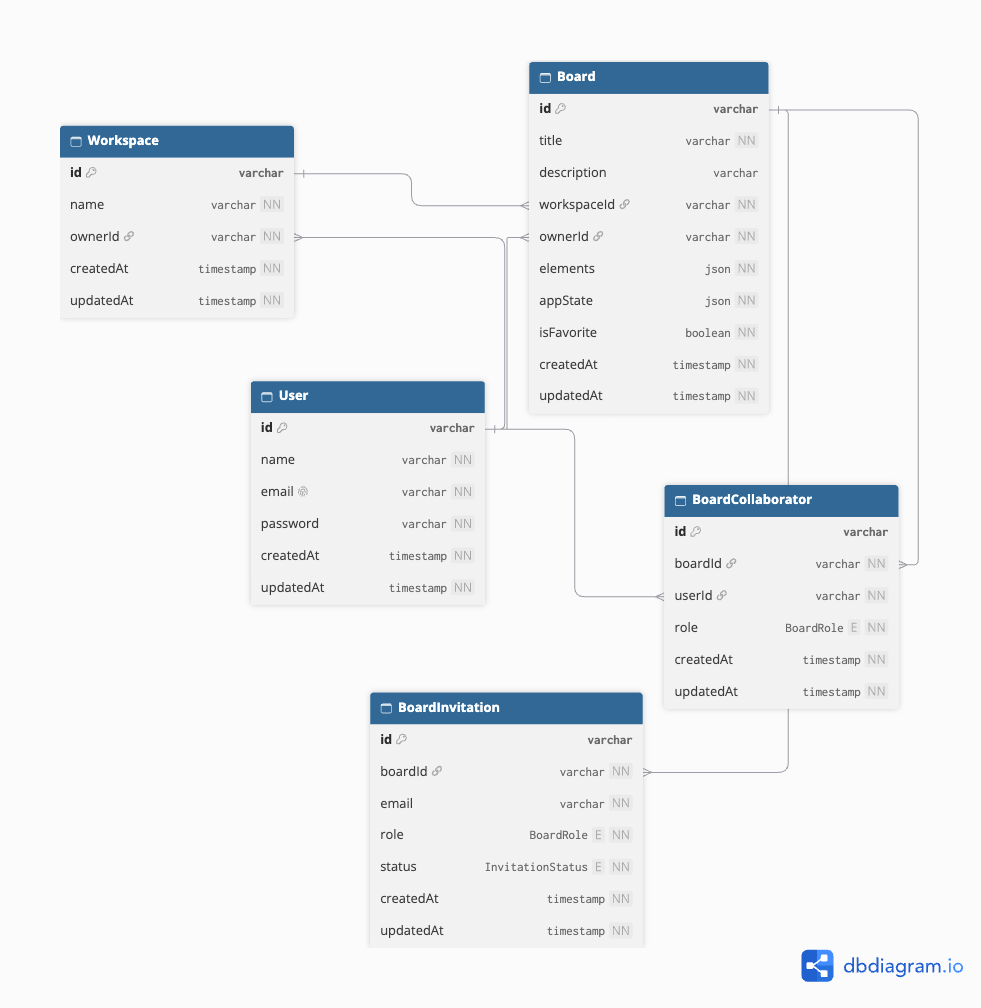 Board
id varchar
title varchar NN
description varchar
workspaceId varchar NN
ownerId varchar NN
elements json NN
appState json NN
isFavorite boolean NN
createdAt timestamp NN
updatedAt timestamp NN
Workspace
id varchar
name varchar NN
ownerId varchar NN
createdAt timestamp NN
updatedAt timestamp NN
User
id varchar
name varchar NN
email varchar NN
password varchar NN
createdAt timestamp NN
updatedAt timestamp NN
BoardCollaborator
id varchar
boardId varchar NN
userId varchar NN
role BoardRole E NN
createdAt timestamp NN
updatedAt timestamp NN
BoardInvitation
id varchar
boardId varchar NN
email varchar NN
role BoardRole E NN
status InvitationStatus E NN
createdAt timestamp NN
updatedAt timestamp NN
dbdiagram.io